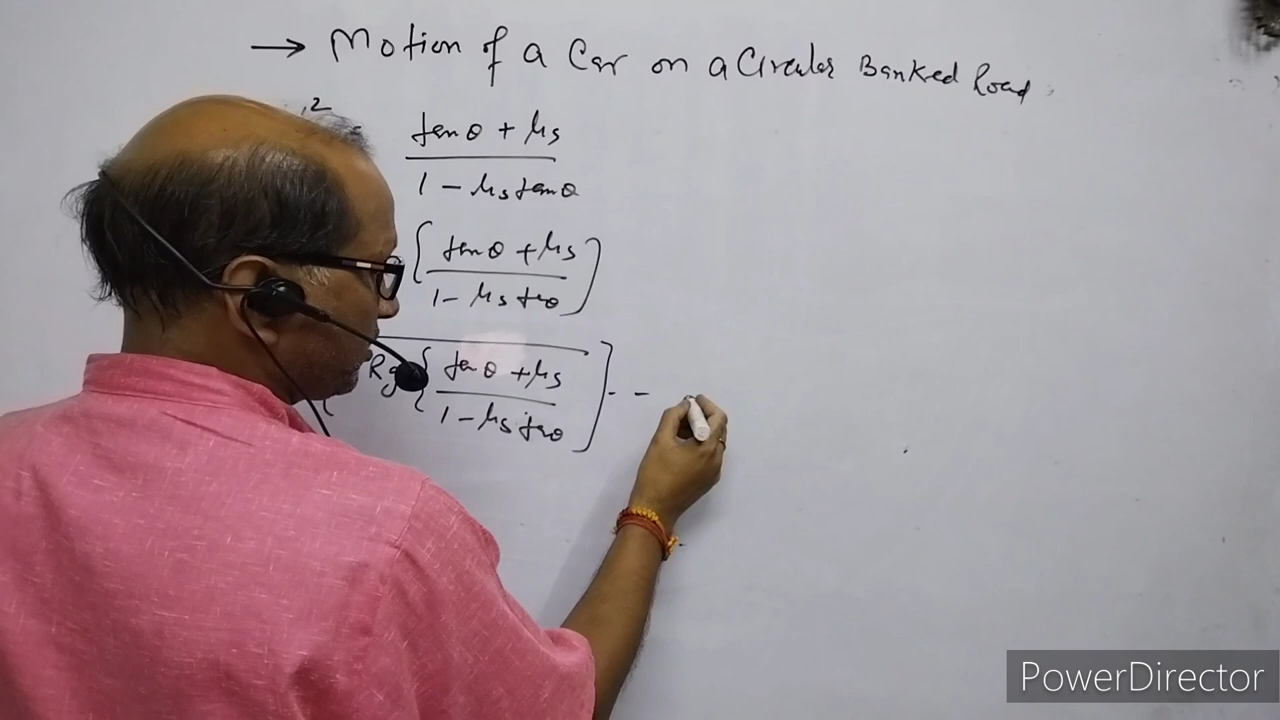 → Motion of a Car on a Circular Banked Road
2
tanθ + μs
1 - μs tanθ
{ tanθ + μs
1 - μs tanθ }
Rg { tanθ + μs
1 - μs tanθ ] - -
PowerDirector